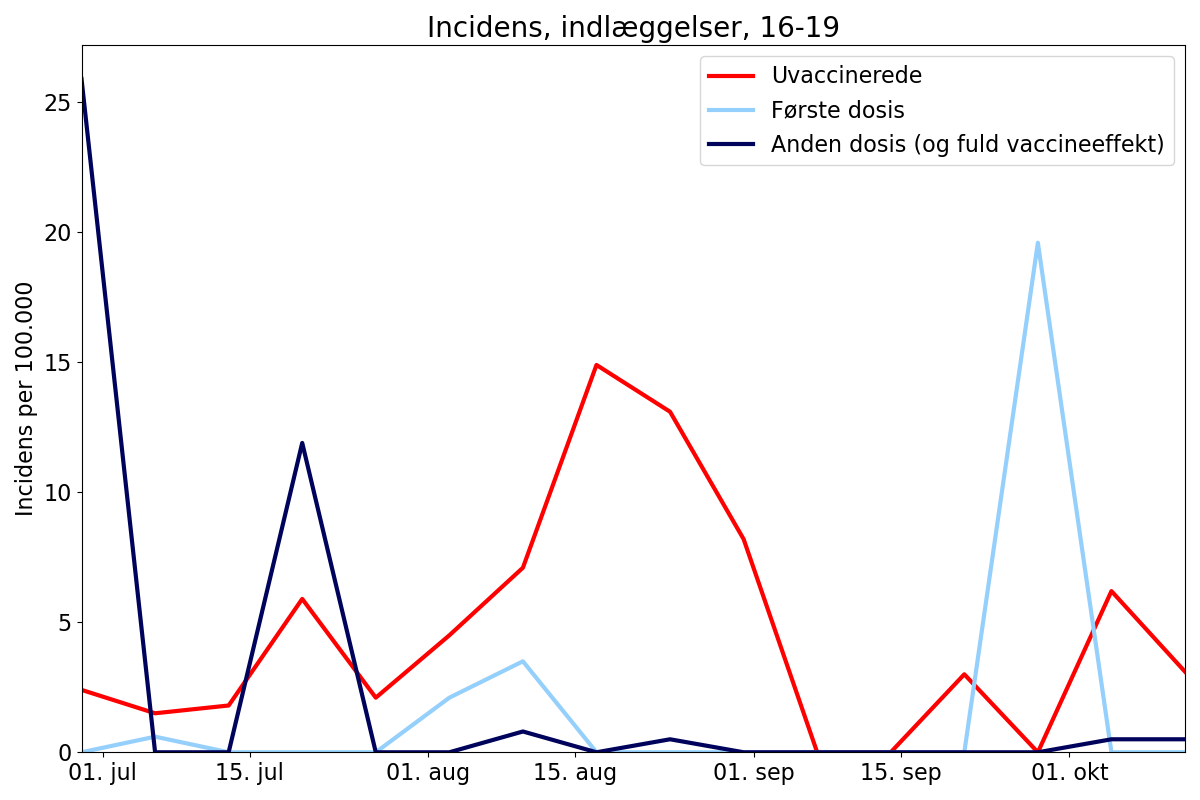 Incidens, indlæggelser, 16-19
Uvaccinerede
Første dosis
Anden dosis (og fuld vaccineeffekt)
Incidens per 100.000
25
20
15
10
5
0
01. jul
15. jul
01. aug
15. aug
01. sep
15. sep
01. okt